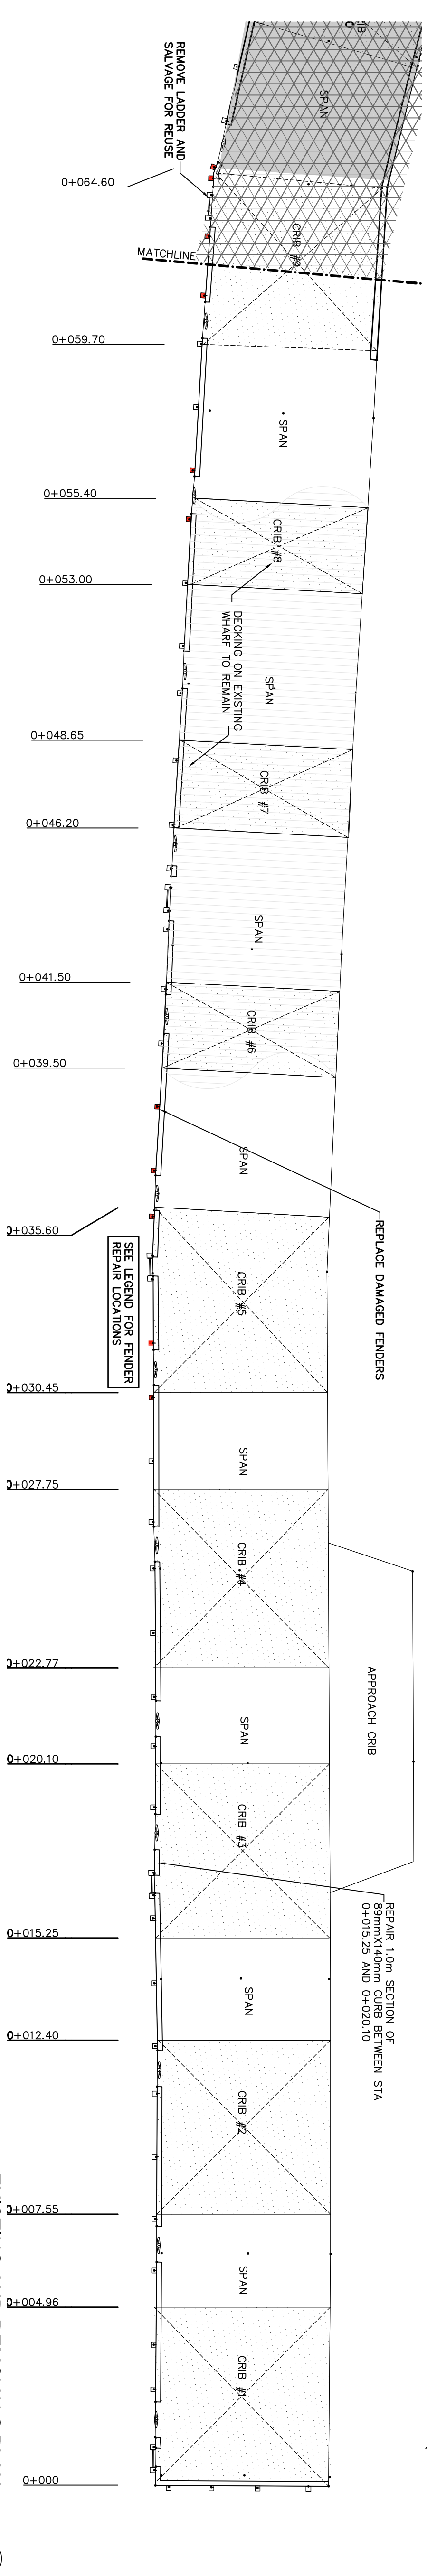 CRIB
SPAN
REMOVE LADDER AND
SALVAGE FOR REUSE
0+064.60
CRIB #9
MATCHLINE
0+059.70
SPAN
0+055.40
CRIB #8
0+053.00
DECKING ON EXISTING
WHARF TO REMAIN
SPAN
0+048.65
CRIB #7
0+046.20
SPAN
0+041.50
CRIB #6
0+039.50
SPAN
REPLACE DAMAGED FENDERS
0+035.60
SEE LEGEND FOR FENDER
REPAIR LOCATIONS
CRIB #5
0+030.45
SPAN
0+027.75
CRIB #4
APPROACH CRIB
0+022.77
SPAN
0+020.10
CRIB #3
REPAIR 1.0m SECTION OF
89mmX140mm CURB BETWEEN STA
0+015.25 AND 0+020.10
0+015.25
SPAN
0+012.40
CRIB #2
0+007.55
SPAN
0+004.96
CRIB #1
0+000